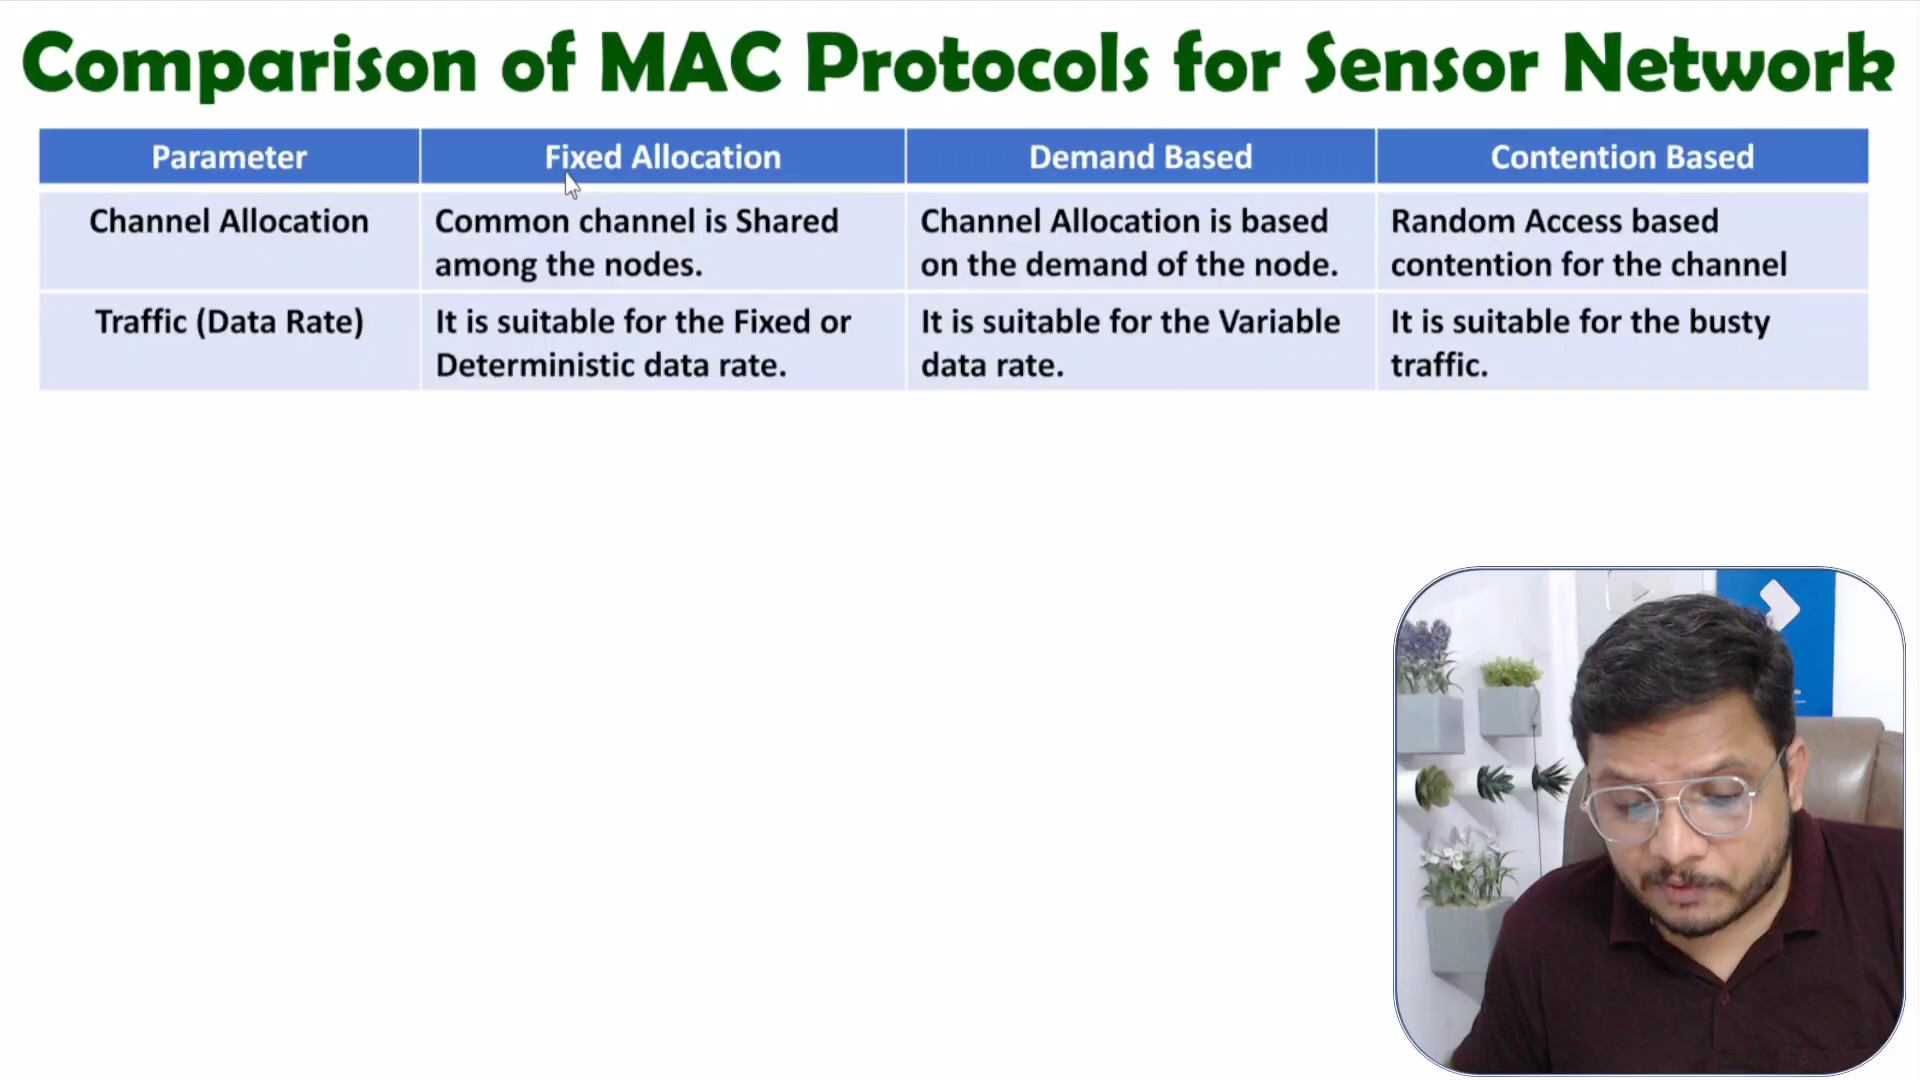 Comparison of MAC Protocols for Sensor Network
Parameter
Fixed Allocation
Demand Based
Contention Based
Channel Allocation
Common channel is Shared
among the nodes.
Channel Allocation is based
on the demand of the node.
Random Access based
contention for the channel
Traffic (Data Rate)
It is suitable for the Fixed or
Deterministic data rate.
It is suitable for the Variable
data rate.
It is suitable for the busty
traffic.